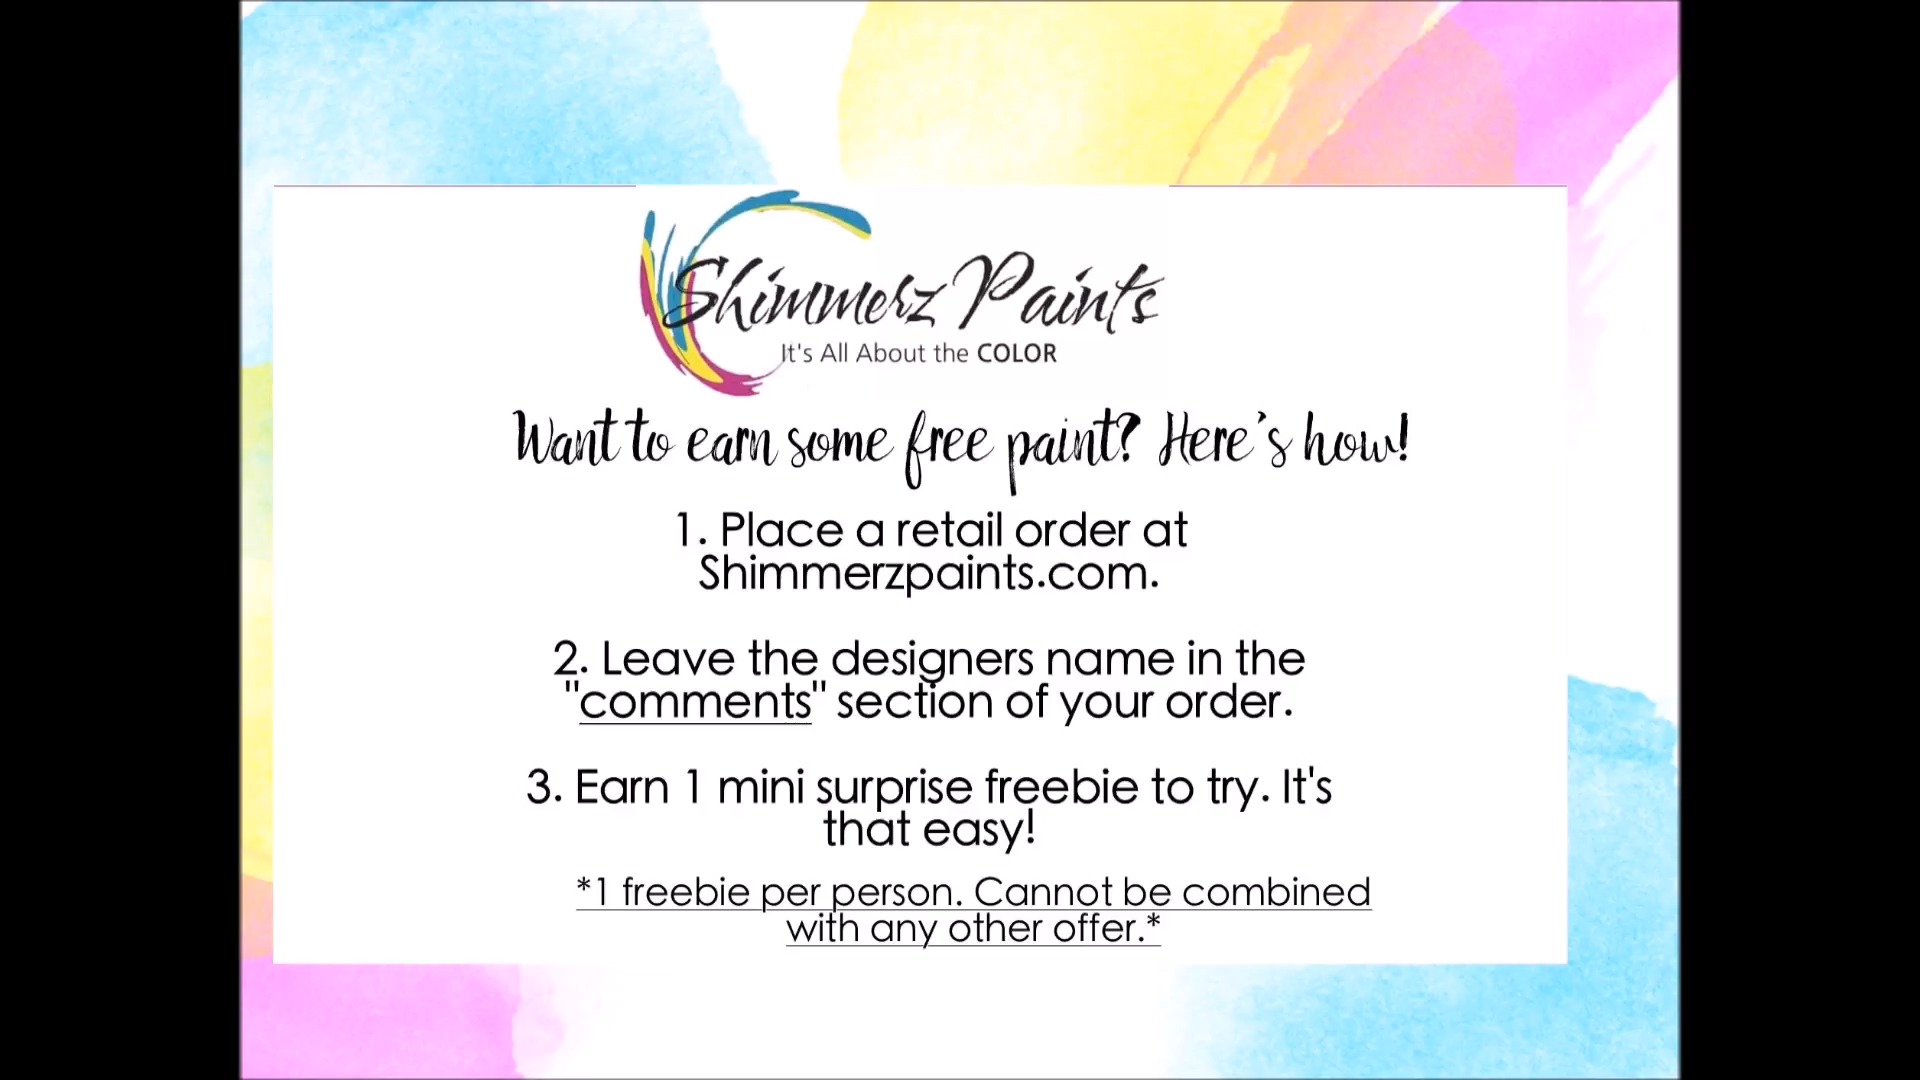 Shimmerz Paints
It's All About the COLOR
Want to earn some free paint? Here's how!
1. Place a retail order at
Shimmerzpaints.com.
2. Leave the designers name in the
"comments" section of your order.
3. Earn 1 mini surprise freebie to try. It's
that easy!
*1 freebie per person. Cannot be combined
with any other offer.*